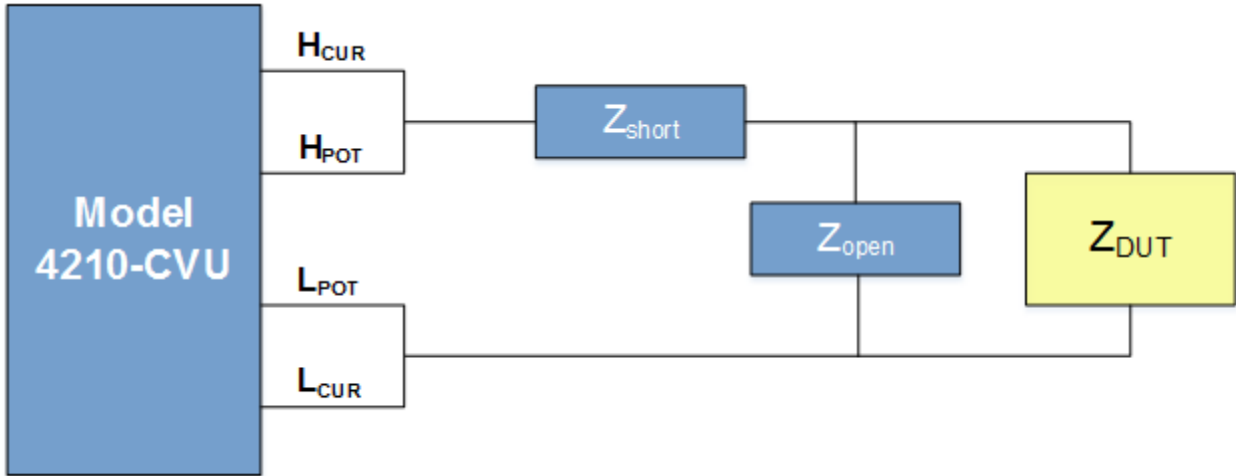 Model
4210-CVU
HCUR
HPOT
LPOT
LCUR
Zshort
Zopen
ZDUT